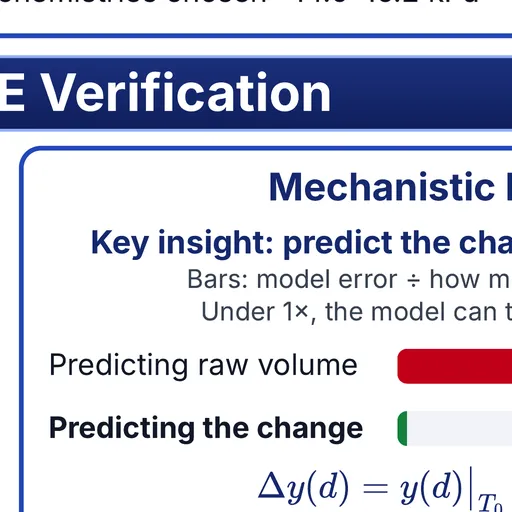 E Verification
Mechanistic
Key insight: predict the cha
Bars: model error ÷ how m
Under 1×, the model can t
Predicting raw volume
Predicting the change
Δy(d) = y(d)|_{T_0}